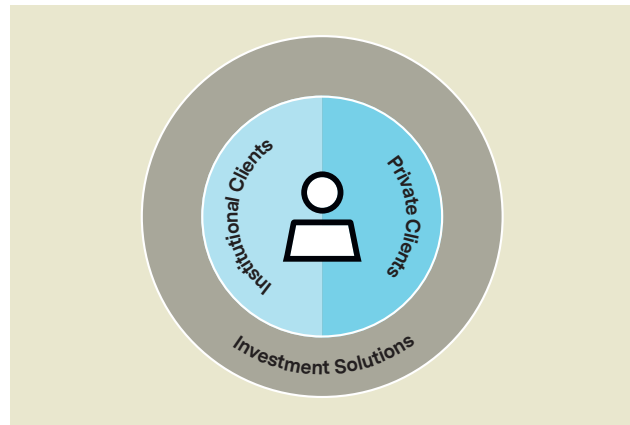 Institutional Clients
Private Clients
Investment Solutions